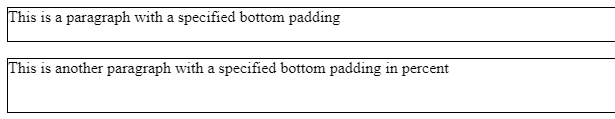 This is a paragraph with a specified bottom padding
This is another paragraph with a specified bottom padding in percent